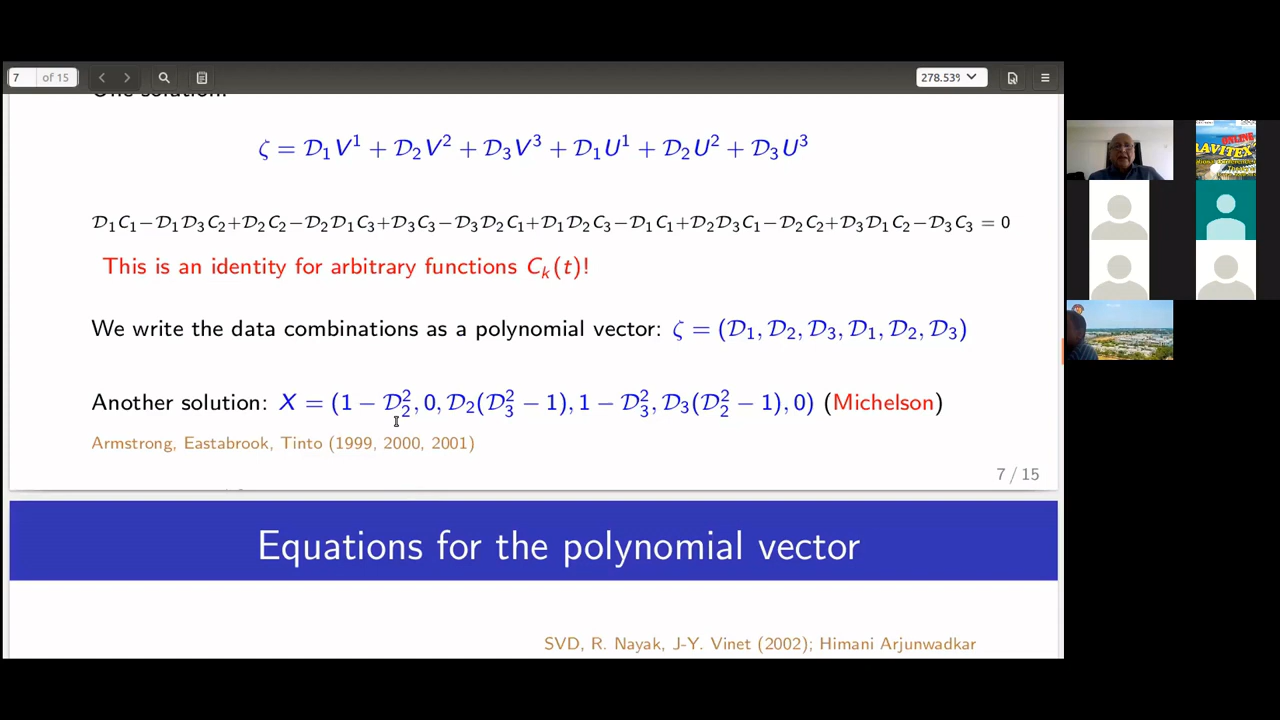 7 of 15
278.53%
One solution:
ζ = 𝒟₁V¹ + 𝒟₂V² + 𝒟₃V³ + 𝒟₁U¹ + 𝒟₂U² + 𝒟₃U³
𝒟₁C₁−𝒟₁𝒟₃C₂+𝒟₂C₂−𝒟₂𝒟₁C₃+𝒟₃C₃−𝒟₃𝒟₂C₁+𝒟₁𝒟₂C₃−𝒟₁C₁+𝒟₂𝒟₃C₁−𝒟₂C₂+𝒟₃𝒟₁C₂−𝒟₃C₃ = 0
This is an identity for arbitrary functions Cₖ(t)!
We write the data combinations as a polynomial vector: ζ = (𝒟₁, 𝒟₂, 𝒟₃, 𝒟₁, 𝒟₂, 𝒟₃)
Another solution: X = (1 − 𝒟₂², 0, 𝒟₂(𝒟₃² − 1), 1 − 𝒟₃², 𝒟₃(𝒟₂² − 1), 0) (Michelson)
Armstrong, Eastabrook, Tinto (1999, 2000, 2001)
7 / 15
Equations for the polynomial vector
SVD, R. Nayak, J-Y. Vinet (2002); Himani Arjunwadkar
ONLINE